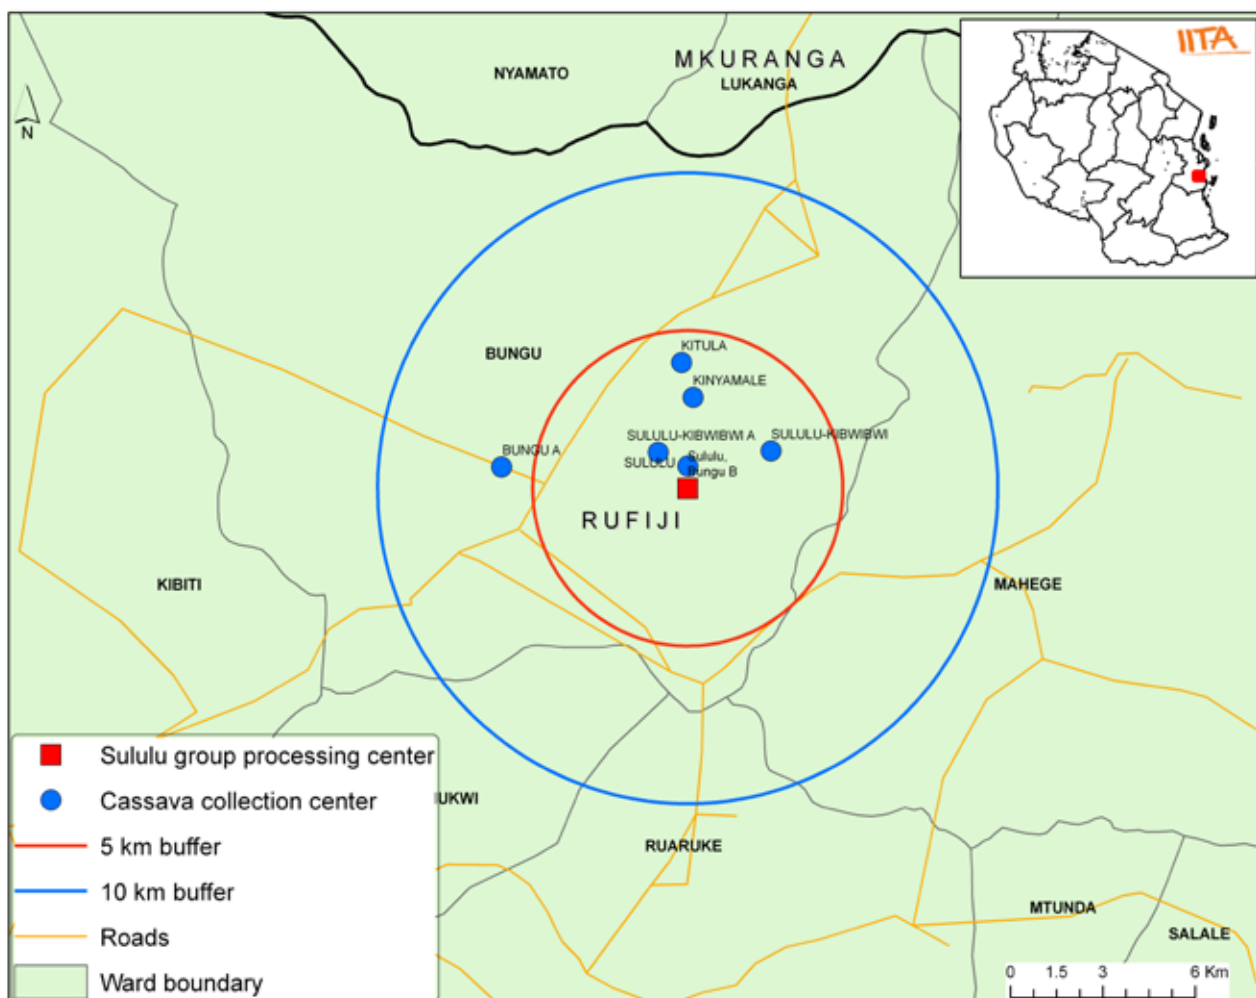 IITA
MKURANGA
NYAMATO
LUKANGA
N
KITULA
BUNGU
KINYAMALE
SULULU-KIBWIBWI A
SULULU-KIBWIBWI
BUNGU A
SULULU
Sululu,
Bungu B
RUFIJI
KIBITI
MAHEGE
Sululu group processing center
Cassava collection center
5 km buffer
10 km buffer
Roads
Ward boundary
RUARUKE
MTUNDA
SALALE
0 1.5 3 6 Km